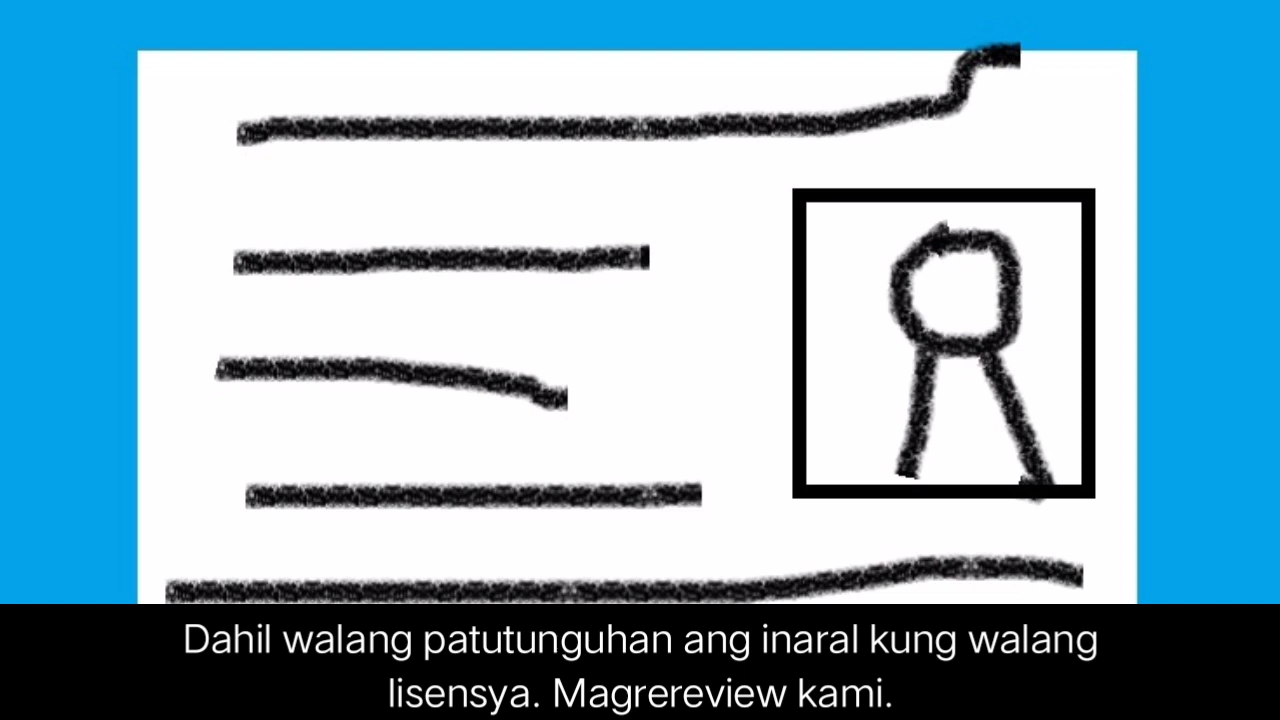 Dahil walang patutunguhan ang inaral kung walang
lisensya. Magrereview kami.